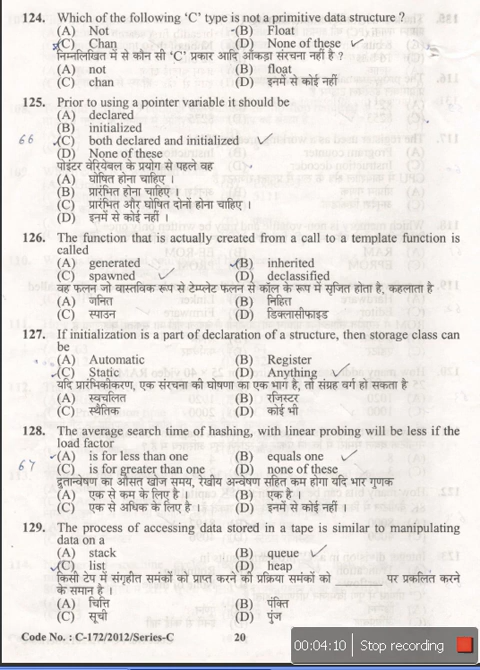 124. Which of the following 'C' type is not a primitive data structure ?
(A) Not (B) Float
(C) Chan (D) None of these
निम्नलिखित में से कौन सी 'C' प्रकार आदि आँकड़ा संरचना नहीं है ?
(A) not (B) float
(C) chan (D) इनमें से कोई नहीं
125. Prior to using a pointer variable it should be
(A) declared
(B) initialized
66 (C) both declared and initialized
(D) None of these
पोइंटर वेरियेबल के प्रयोग से पहले वह
(A) घोषित होना चाहिए ।
(B) प्रारंभित होना चाहिए ।
(C) प्रारंभित और घोषित दोनों होना चाहिए ।
(D) इनमें से कोई नहीं ।
126. The function that is actually created from a call to a template function is
called
(A) generated (B) inherited
(C) spawned (D) declassified
वह फलन जो वास्तविक रूप से टेम्प्लेट फलन से कॉल के रूप में सृजित होता है, कहलाता है
(A) जनित (B) निहित
(C) स्पाउन (D) डिक्लासीफाइड
127. If initialization is a part of declaration of a structure, then storage class can
be
(A) Automatic (B) Register
(C) Static (D) Anything
यदि प्रारंभिकीकरण, एक संरचना की घोषणा का एक भाग है, तो संग्रह वर्ग हो सकता है
(A) स्वचलित (B) रजिस्टर
(C) स्थैतिक (D) कोई भी
128. The average search time of hashing, with linear probing will be less if the
load factor
(A) is for less than one (B) equals one
67 (C) is for greater than one (D) none of these
द्रुतान्वेषण का औसत खोज समय, रेखीय अन्वेषण सहित कम होगा यदि भार गुणक
(A) एक से कम के लिए है । (B) एक है ।
(C) एक से अधिक के लिए है । (D) इनमें से कोई नहीं ।
129. The process of accessing data stored in a tape is similar to manipulating
data on a
(A) stack (B) queue
(C) list (D) heap
किसी टेप में संगृहीत समंकों को प्राप्त करने की प्रक्रिया समंकों को ________ पर प्रकलित करने
के समान है ।
(A) चित्ति (B) पंक्ति
(C) सूची (D) पुंज
Code No. : C-172/2012/Series-C 20
00:04:10 Stop recording